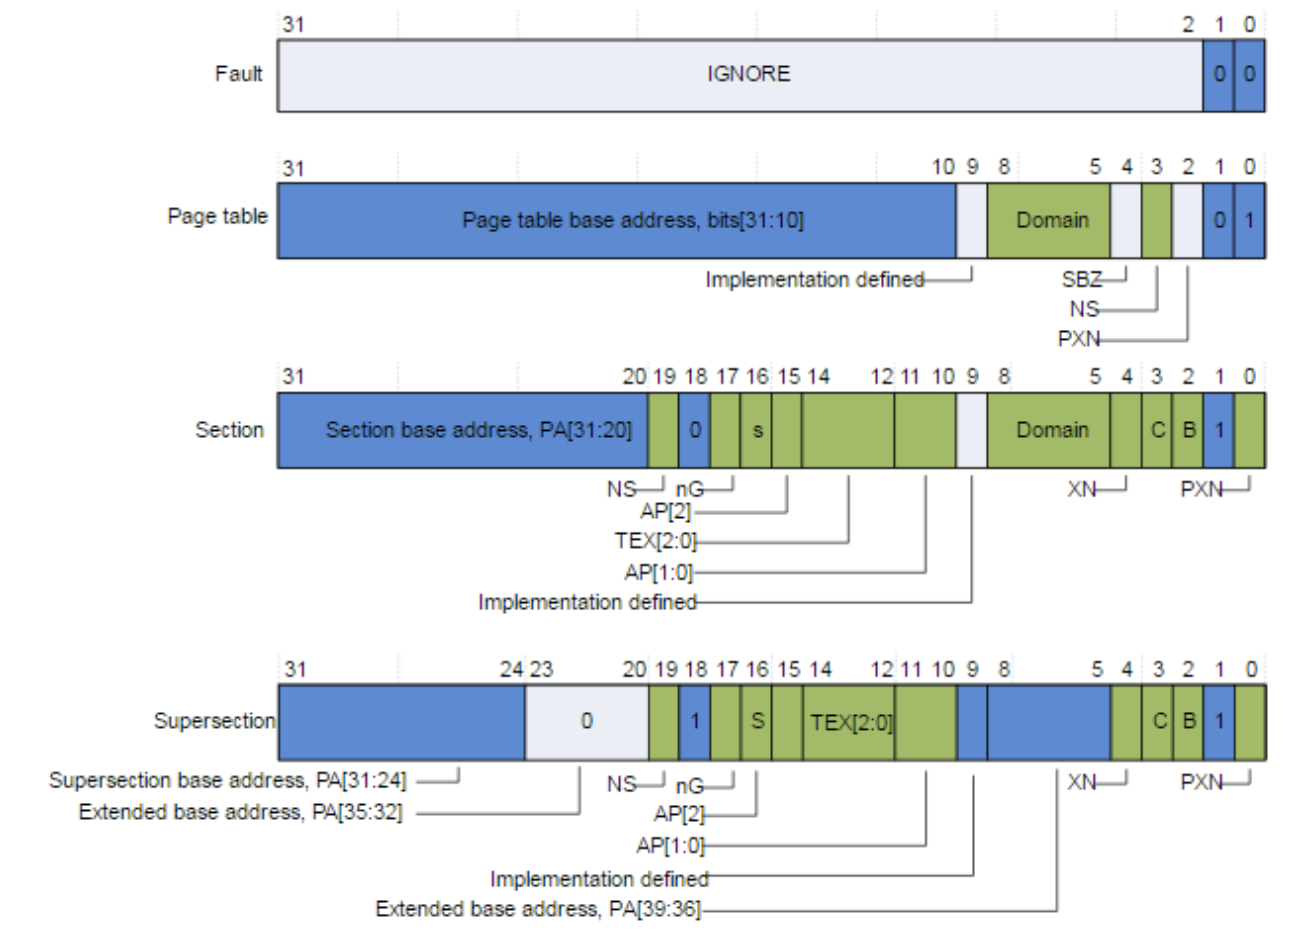 31 2 1 0
Fault IGNORE 0 0
31 10 9 8 5 4 3 2 1 0
Page table Page table base address, bits[31:10] Domain 0 1
Implementation defined SBZ
NS
PXN
31 20 19 18 17 16 15 14 12 11 10 9 8 5 4 3 2 1 0
Section Section base address, PA[31:20] 0 s Domain C B 1
NS nG XN PXN
AP[2]
TEX[2:0]
AP[1:0]
Implementation defined
31 24 23 20 19 18 17 16 15 14 12 11 10 9 8 5 4 3 2 1 0
Supersection 0 1 S TEX[2:0] C B 1
Supersection base address, PA[31:24] NS nG XN PXN
Extended base address, PA[35:32] AP[2]
AP[1:0]
Implementation defined
Extended base address, PA[39:36]